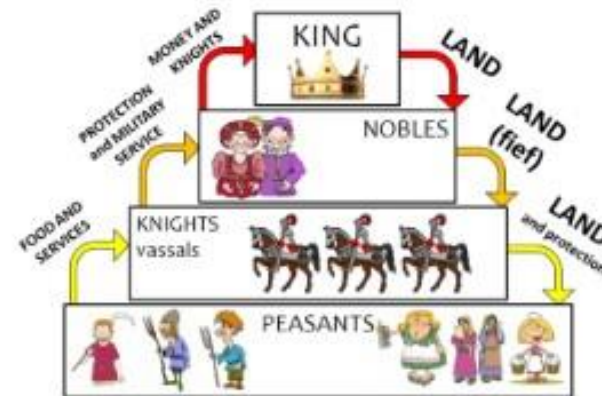 MONEY AND
KNIGHTS
KING
LAND
PROTECTION
and MILITARY
SERVICE
NOBLES
LAND
(fief)
FOOD AND
SERVICES
KNIGHTS
vassals
LAND
and protection
PEASANTS